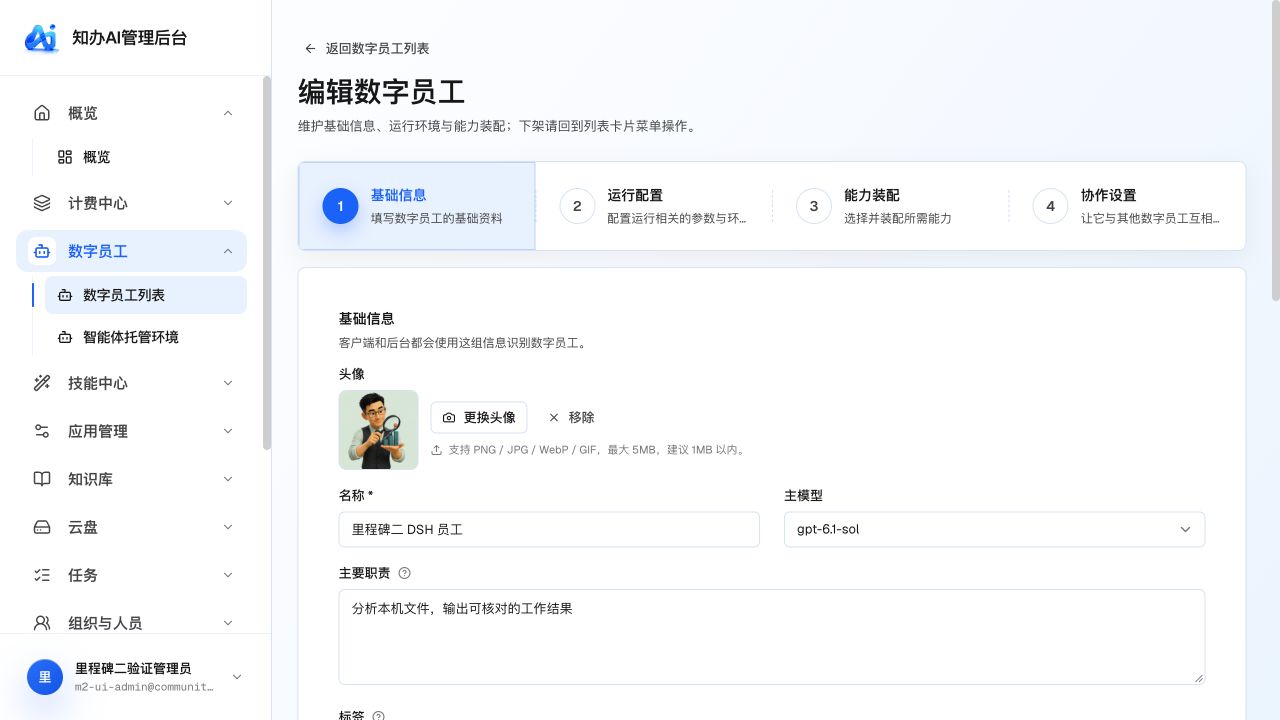 知办AI管理后台
概览
概览
计费中心
数字员工
数字员工列表
智能体托管环境
技能中心
应用管理
知识库
云盘
任务
组织与人员
里
里程碑二验证管理员
m2-ui-admin@communit…
返回数字员工列表
编辑数字员工
维护基础信息、运行环境与能力装配；下架请回到列表卡片菜单操作。
1
基础信息
填写数字员工的基础资料
2
运行配置
配置运行相关的参数与环…
3
能力装配
选择并装配所需能力
4
协作设置
让它与其他数字员工互相…
基础信息
客户端和后台都会使用这组信息识别数字员工。
头像
更换头像
移除
支持 PNG / JPG / WebP / GIF，最大 5MB，建议 1MB 以内。
名称 *
主模型
里程碑二 DSH 员工
gpt-6.1-sol
主要职责
分析本机文件，输出可核对的工作结果
标签